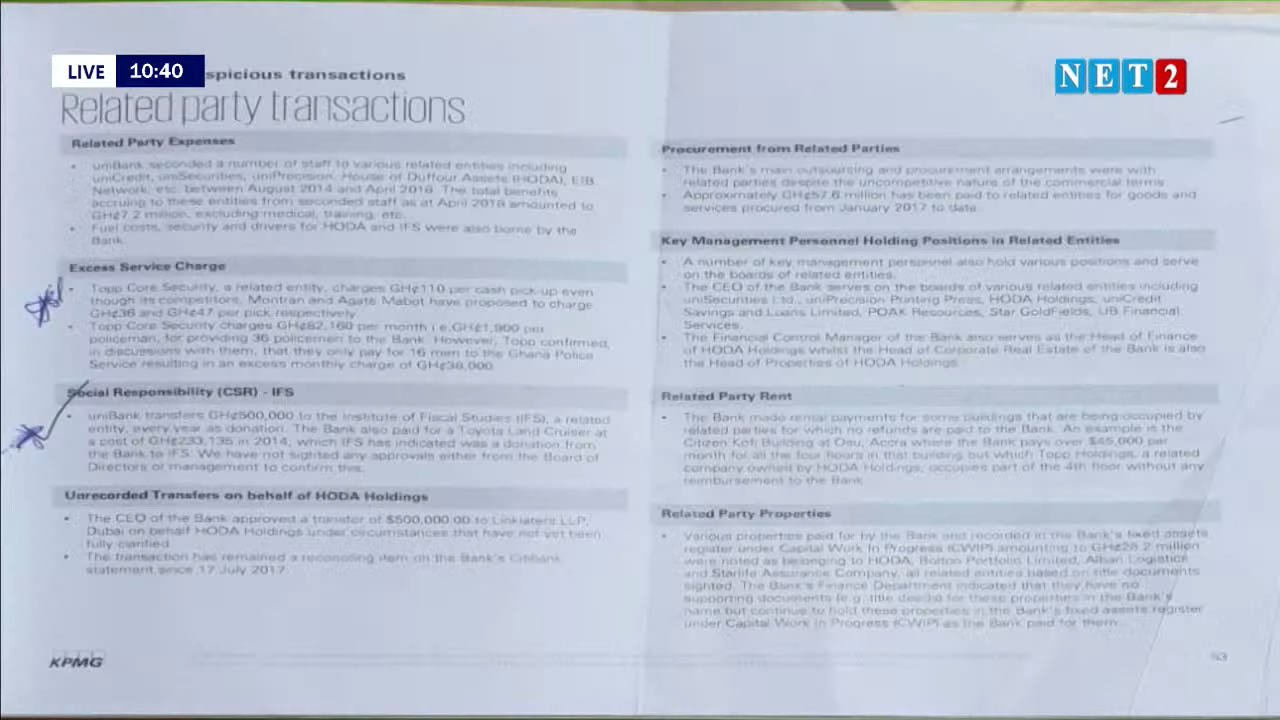 LIVE 10:40
NET2
spicious transactions
Related party transactions
Related Party Expenses
• uniBank seconded a number of staff to various related entities including
uniCredit, uniSecurities, uniPrecision, House of Duffour Assets (HODA), EIB
Network, etc. between August 2014 and April 2018. The total benefits
accruing to these entities from seconded staff as at April 2018 amounted to
GH¢7.2 million, excluding medical, training, etc.
• Fuel costs, security and drivers for HODA and IFS were also borne by the
Bank.
Excess Service Charge
• Topp Core Security, a related entity, charges GH¢110 per cash pick-up even
though its competitors, Montran and Agate Mabot have proposed to charge
GH¢36 and GH¢47 per pick respectively.
• Topp Core Security charges GH¢62,160 per month i.e.GH¢1,900 per
policeman, for providing 36 policemen to the Bank. However, Topp confirmed,
in discussions with them, that they only pay for 16 men to the Ghana Police
Service resulting in an excess monthly charge of GH¢38,000.
Social Responsibility (CSR) - IFS
• uniBank transfers GH¢500,000 to the Institute of Fiscal Studies (IFS), a related
entity, every year as donation. The Bank also paid for a Toyota Land Cruiser at
a cost of GH¢233,135 in 2014, which IFS has indicated was a donation from
the Bank to IFS. We have not sighted any approvals either from the Board of
Directors or management to confirm this.
Unrecorded Transfers on behalf of HODA Holdings
• The CEO of the Bank approved a transfer of $500,000.00 to Linklaters LLP,
Dubai on behalf HODA Holdings under circumstances that have not yet been
fully clarified.
• The transaction has remained a reconciling item on the Bank's Citibank
statement since 17 July 2017.
Procurement from Related Parties
• The Bank's main outsourcing and procurement arrangements were with
related parties despite the uncompetitive nature of the commercial terms
• Approximately GH¢57.6 million has been paid to related entities for goods and
services procured from January 2017 to date.
Key Management Personnel Holding Positions in Related Entities
• A number of key management personnel also hold various positions and serve
on the boards of related entities.
• The CEO of the Bank serves on the boards of various related entities including
uniSecurities Ltd., uniPrecision Printing Press, HODA Holdings, uniCredit
Savings and Loans Limited, POAK Resources, Star GoldFields, UB Financial
Services.
• The Financial Control Manager of the Bank also serves as the Head of Finance
of HODA Holdings whilst the Head of Corporate Real Estate of the Bank is also
the Head of Properties of HODA Holdings.
Related Party Rent
• The Bank made rental payments for some buildings that are being occupied by
related parties for which no refunds are paid to the Bank. An example is the
Citizen Lofi Building at Osu, Accra where the Bank pays over $45,000 per
month for all the four floors in that building but which Topp Holdings, a related
company owned by HODA Holdings, occupies part of the 4th floor without any
reimbursement to the Bank
Related Party Properties
• Various properties paid for by the Bank and recorded in the Bank's fixed assets
register under Capital Work In Progress (CWIP) amounting to GH¢28.2 million
were noted as belonging to HODA, Bolton Portfolio Limited, Alban Logistics
and Starlife Assurance Company, all related entities based on title documents
sighted. The Bank's Finance Department indicated that they have no
supporting documents (e.g. title deeds) for these properties in the Bank's
name but continue to hold these properties in the Bank's fixed assets register
under Capital Work In Progress (CWIP) as the Bank paid for them.
KPMG
53